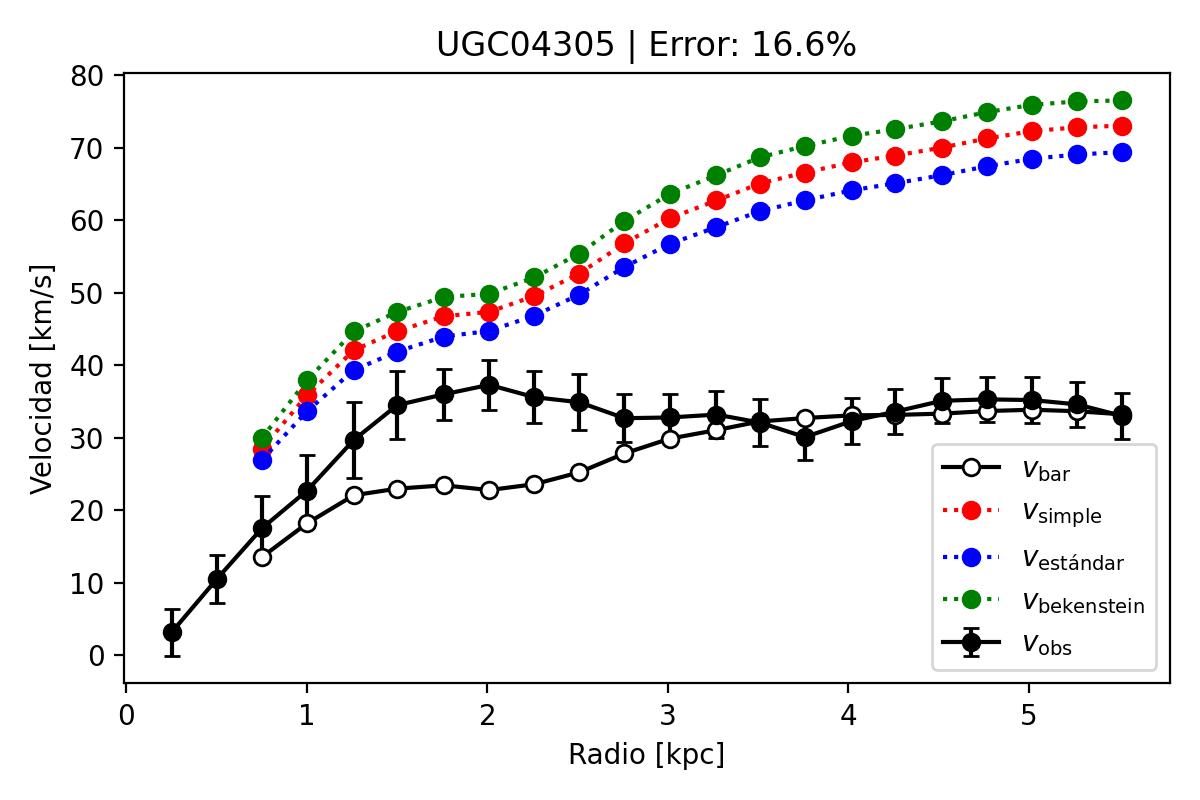 UGC04305 | Error: 16.6%
80
70
60
50
40
30
20
10
0
Velocidad [km/s]
v_bar
v_simple
v_estándar
v_bekenstein
v_obs
0 1 2 3 4 5
Radio [kpc]